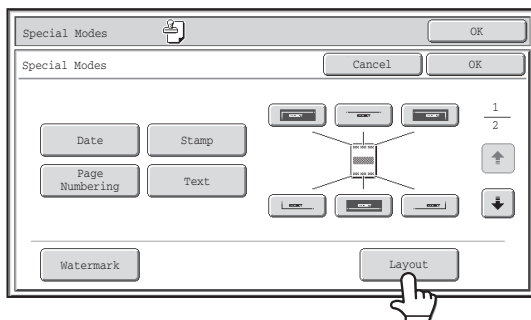 Special Modes
OK
Special Modes
Cancel
OK
Date
Stamp
Page
Numbering
Text
1
2
Watermark
Layout